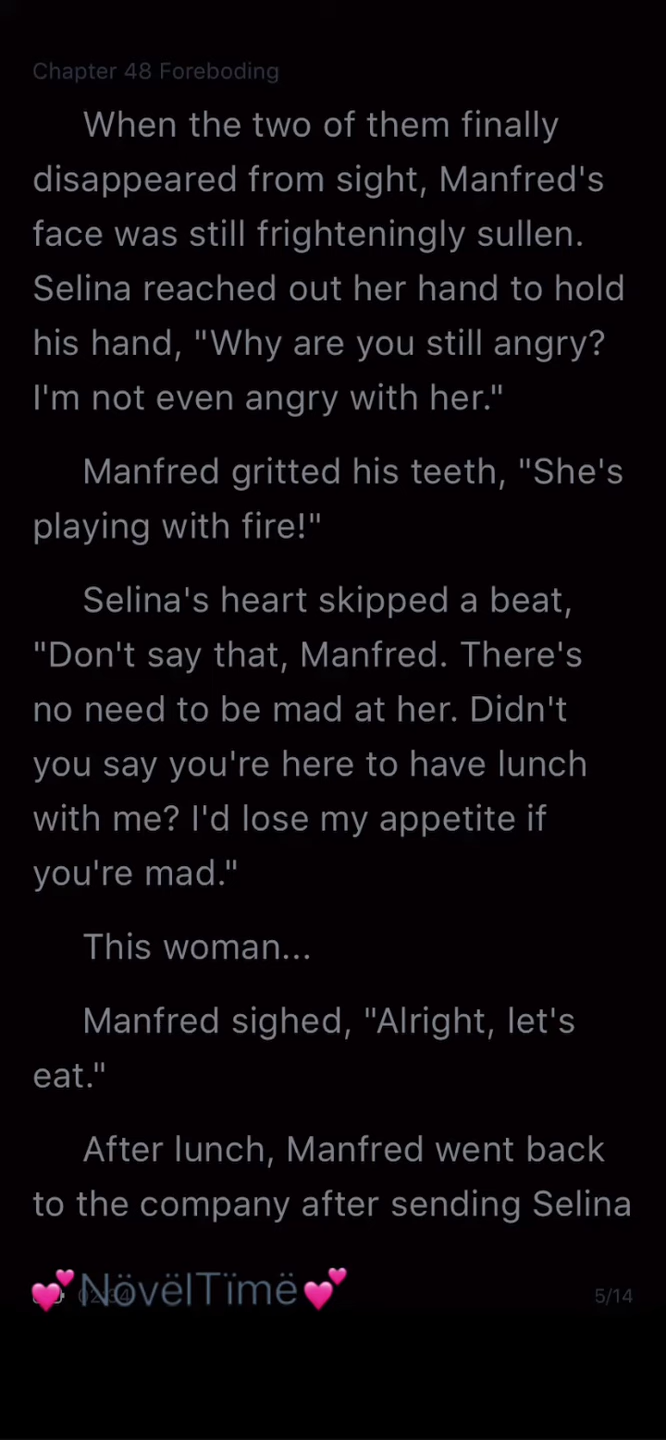 Chapter 48 Foreboding
When the two of them finally
disappeared from sight, Manfred's
face was still frighteningly sullen.
Selina reached out her hand to hold
his hand, "Why are you still angry?
I'm not even angry with her."
Manfred gritted his teeth, "She's
playing with fire!"
Selina's heart skipped a beat,
"Don't say that, Manfred. There's
no need to be mad at her. Didn't
you say you're here to have lunch
with me? I'd lose my appetite if
you're mad."
This woman...
Manfred sighed, "Alright, let's
eat."
After lunch, Manfred went back
to the company after sending Selina
💕NövëlTïmë💕
5/14